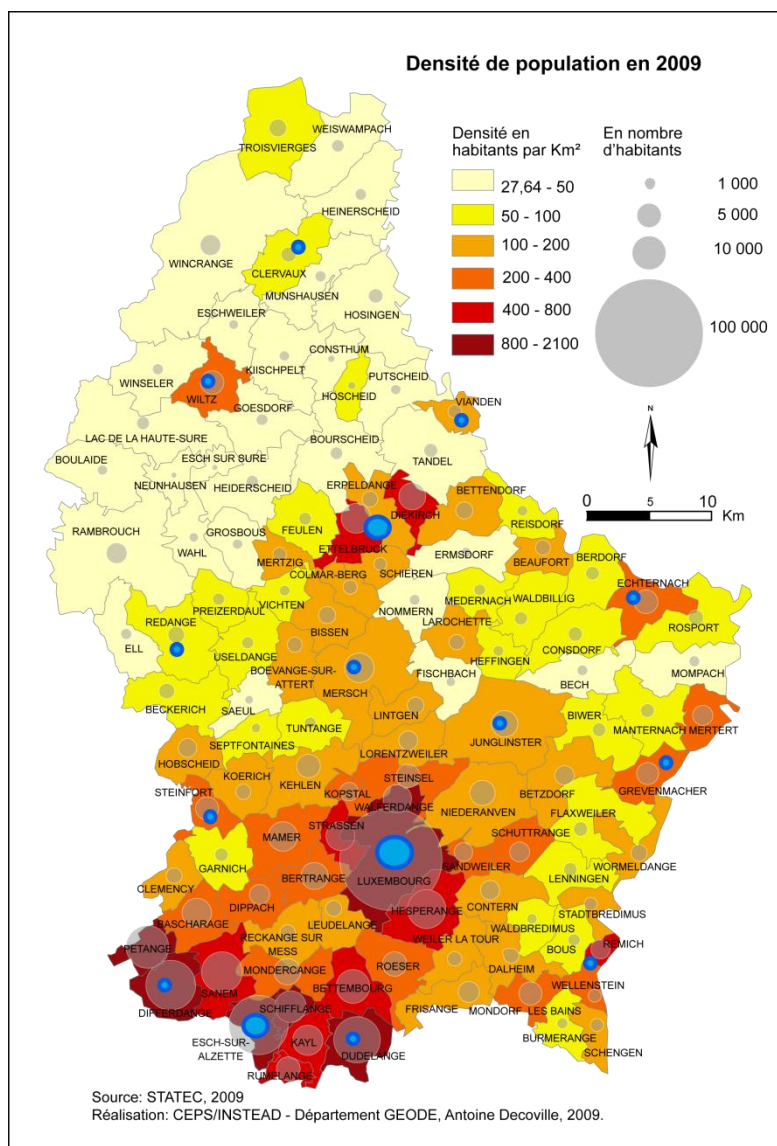 Densité de population en 2009
Densité en
habitants par Km²
27,64 - 50
50 - 100
100 - 200
200 - 400
400 - 800
800 - 2100
En nombre
d'habitants
1 000
5 000
10 000
100 000
N
0 5 10
Km
TROISVIERGES
WEISWAMPACH
HEINERSCHEID
WINCRANGE
CLERVAUX
MUNSHAUSEN
HOSINGEN
ESCHWEILER
CONSTHUM
KIISCHPELT
PUTSCHEID
WINSELER
WILTZ
HOSCHEID
VIANDEN
GOESDORF
LAC DE LA HAUTE-SURE
BOURSCHEID
TANDEL
BOULAIDE
ESCH SUR SURE
NEUNHAUSEN
HEIDERSCHEID
ERPELDANGE
BETTENDORF
DIEKIRCH
REISDORF
FEULEN
ETTELBRUCK
RAMBROUCH
GROSBOUS
WAHL
MERTZIG
ERMSDORF
BEAUFORT
BERDORF
COLMAR-BERG
SCHIEREN
ECHTERNACH
VICHTEN
PREIZERDAUL
MEDERNACH
WALDBILLIG
NOMMERN
REDANGE
BISSEN
LAROCHETTE
ROSPORT
ELL
USELDANGE
HEFFINGEN
CONSDORF
BOEVANGE-SUR-
ATTERT
MERSCH
FISCHBACH
BECH
MOMPACH
BECKERICH
SAEUL
LINTGEN
TUNTANGE
BIWER
MANTERNACH
MERTERT
SEPTFONTAINES
JUNGLINSTER
HOBSCHEID
LORENTZWEILER
KOERICH
KEHLEN
STEINSEL
STEINFORT
KOPSTAL
BETZDORF
GREVENMACHER
WALFERDANGE
NIEDERANVEN
FLAXWEILER
STRASSEN
SCHUTTRANGE
MAMER
GARNICH
SANDWEILER
WORMELDANGE
BERTRANGE
LUXEMBOURG
LENNINGEN
CLEMENCY
DIPPACH
HESPERANGE
CONTERN
STADTBREDIMUS
BASCHARAGE
LEUDELANGE
WALDBREDIMUS
RECKANGE SUR
MESS
WEILER LA TOUR
BOUS
REMICH
PETANGE
MONDERCANGE
ROESER
DALHEIM
SANEM
BETTEMBOURG
WELLENSTEIN
DIFFERDANGE
SCHIFFLANGE
FRISANGE
MONDORF LES BAINS
ESCH-SUR-
ALZETTE
KAYL
DUDELANGE
BURMERANGE
SCHENGEN
RUMELANGE
Source: STATEC, 2009
Réalisation: CEPS/INSTEAD - Département GEODE, Antoine Decoville, 2009.